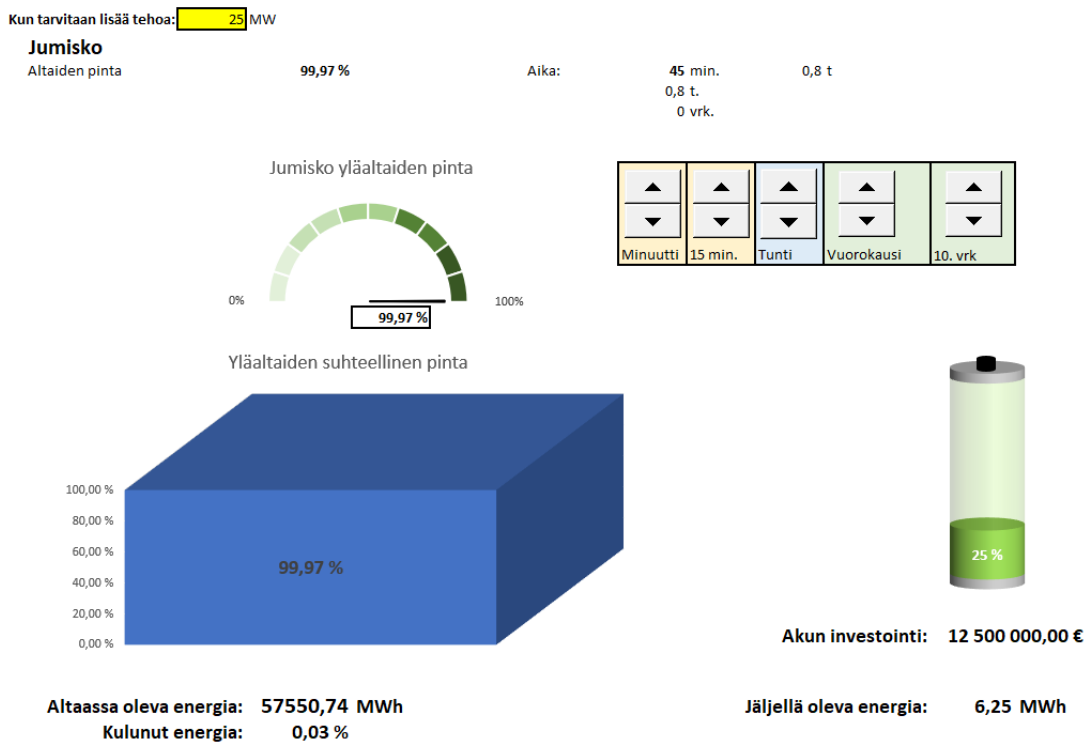 Kun tarvitaan lisää tehoa: 25 MW
Jumisko
Altaiden pinta 99,97 % Aika: 45 min. 0,8 t
0,8 t.
0 vrk.
Jumisko yläaltaiden pinta
Minuutti 15 min. Tunti Vuorokausi 10. vrk
0% 100%
99,97 %
Yläaltaiden suhteellinen pinta
100,00 %
80,00 %
60,00 %
40,00 %
20,00 %
0,00 %
99,97 %
25 %
Akun investointi: 12 500 000,00 €
Altaassa oleva energia: 57550,74 MWh
Kulunut energia: 0,03 %
Jäljellä oleva energia: 6,25 MWh